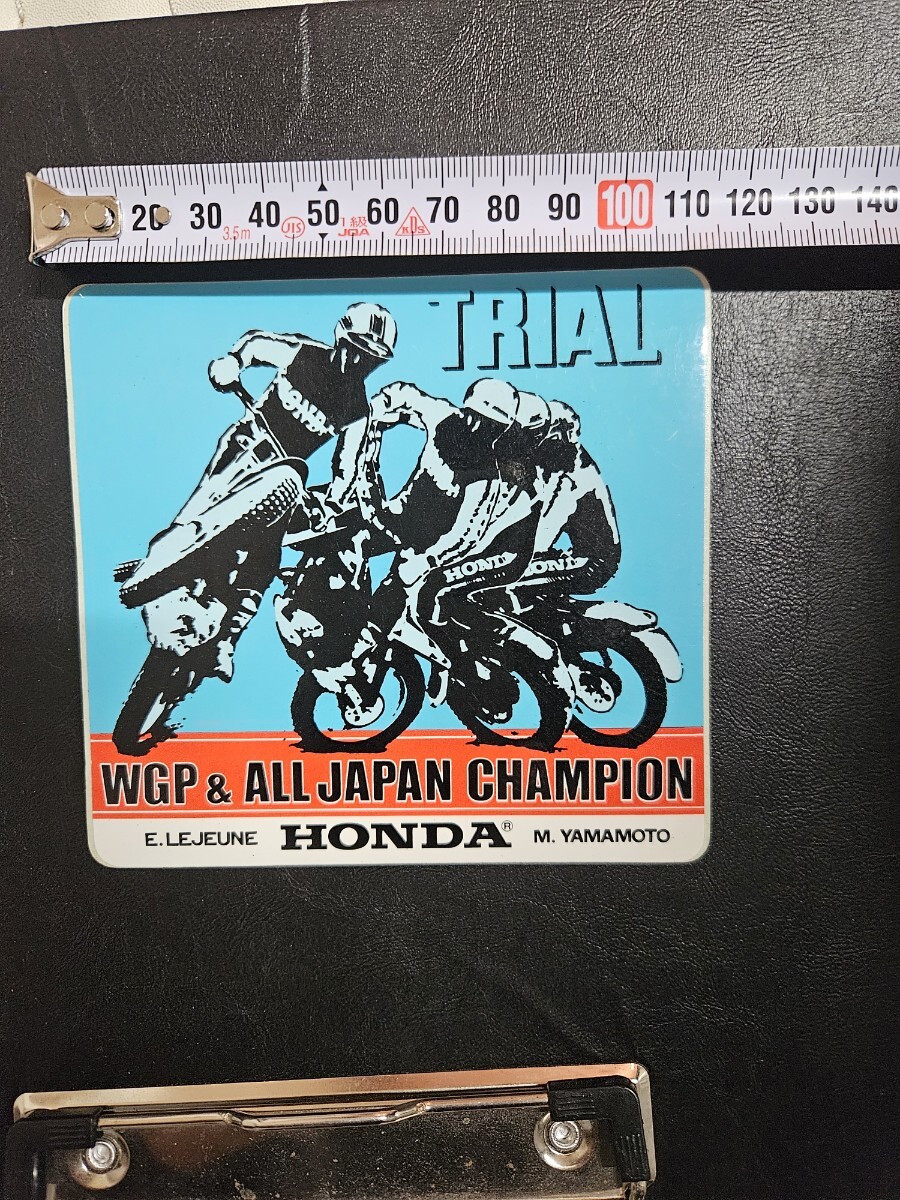 20 30 40 50 60 70 80 90 100 110 120 130 140
3.5m JIS 1級 JQA KDS
TRIAL
HONDA
WGP & ALL JAPAN CHAMPION
E. LEJEUNE HONDA® M. YAMAMOTO